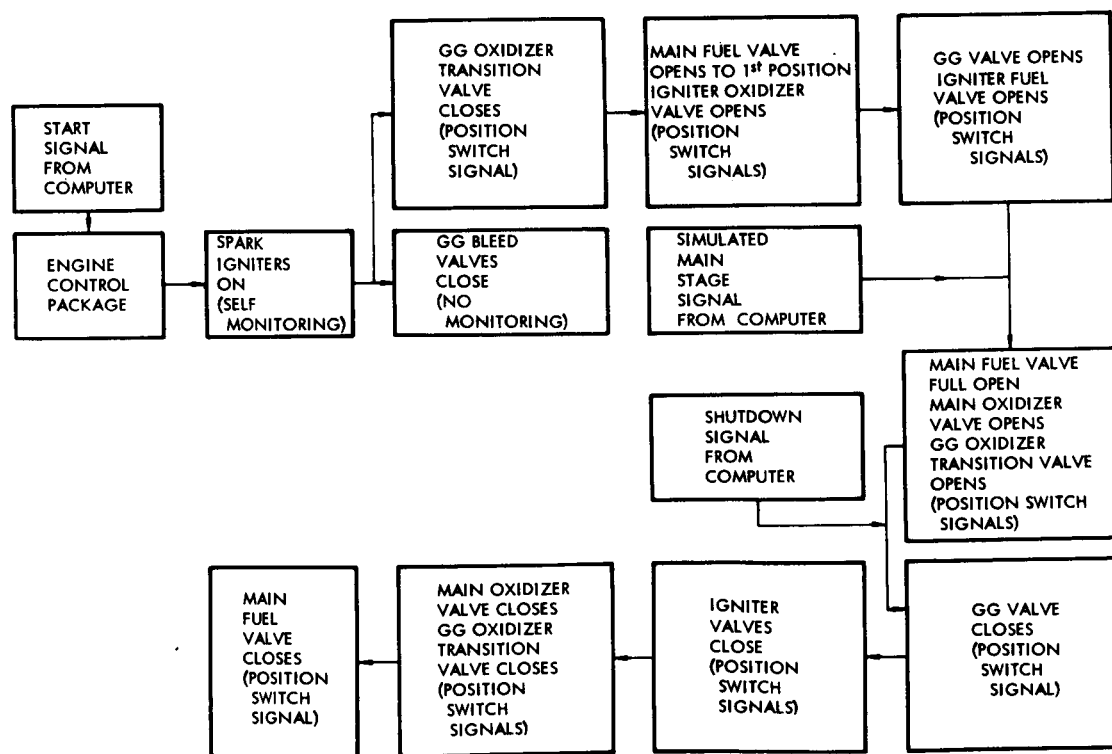 START
SIGNAL
FROM
COMPUTER
ENGINE
CONTROL
PACKAGE
SPARK
IGNITERS
ON
(SELF
MONITORING)
GG OXIDIZER
TRANSITION
VALVE
CLOSES
(POSITION
SWITCH
SIGNAL)
GG BLEED
VALVES
CLOSE
(NO
MONITORING)
MAIN FUEL VALVE
OPENS TO 1st POSITION
IGNITER OXIDIZER
VALVE OPENS
(POSITION
SWITCH
SIGNALS)
GG VALVE OPENS
IGNITER FUEL
VALVE OPENS
(POSITION
SWITCH
SIGNALS)
SIMULATED
MAIN
STAGE
SIGNAL
FROM COMPUTER
MAIN FUEL VALVE
FULL OPEN
MAIN OXIDIZER
VALVE OPENS
GG OXIDIZER
TRANSITION VALVE
OPENS
(POSITION SWITCH
SIGNALS)
SHUTDOWN
SIGNAL
FROM
COMPUTER
GG VALVE
CLOSES
(POSITION
SWITCH
SIGNAL)
IGNITER
VALVES
CLOSE
(POSITION
SWITCH
SIGNALS)
MAIN OXIDIZER
VALVE CLOSES
GG OXIDIZER
TRANSITION
VALVE CLOSES
(POSITION
SWITCH
SIGNALS)
MAIN
FUEL
VALVE
CLOSES
(POSITION
SWITCH
SIGNAL)